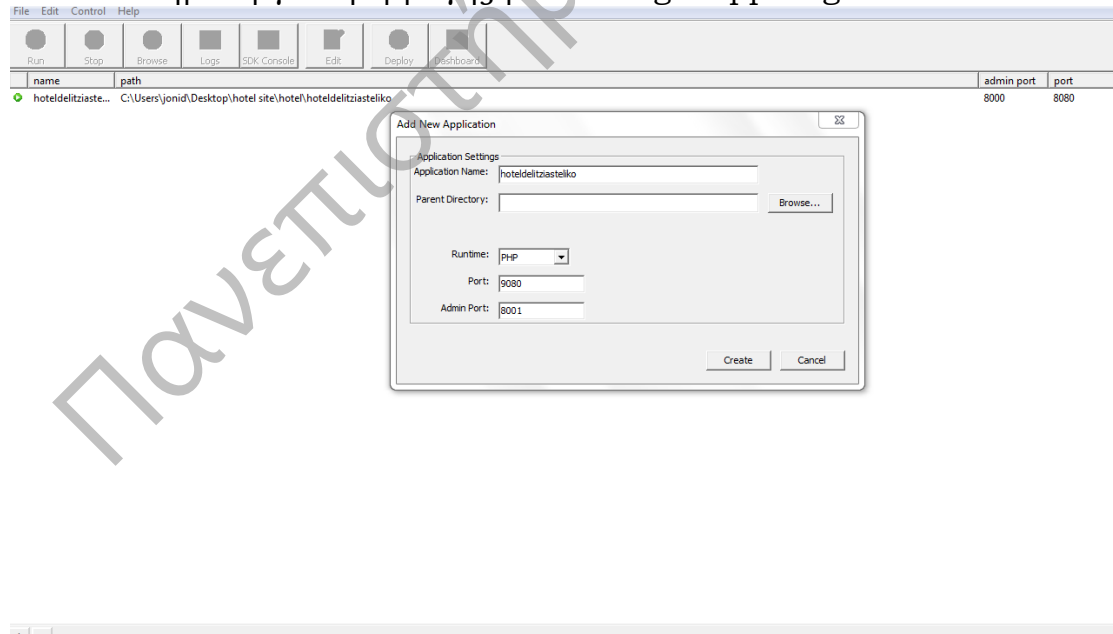 File Edit Control Help
Run Stop Browse Logs SDK Console Edit Deploy Dashboard
name path admin port port
hoteldelitziaste... C:\Users\jonid\Desktop\hotel site\hotel\hoteldelitziasteliko 8000 8080
Add New Application
Application Settings
Application Name: hoteldelitziasteliko
Parent Directory: Browse...
Runtime: PHP
Port: 9080
Admin Port: 8001
Create Cancel